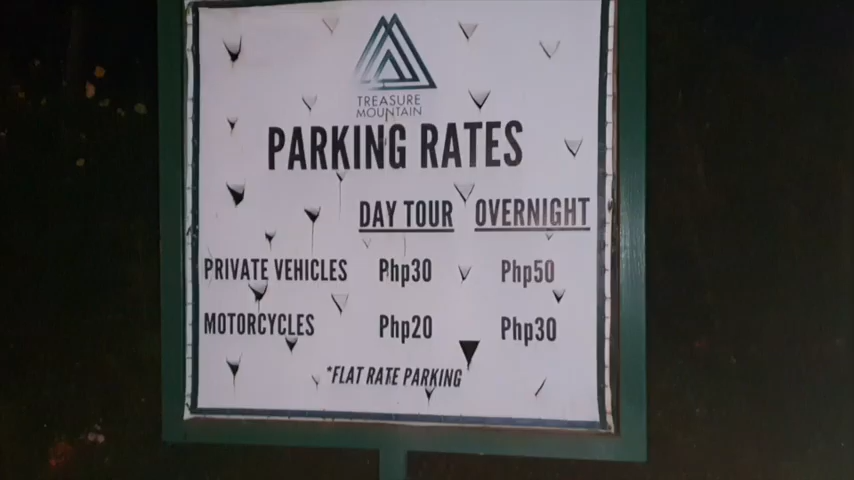 TREASURE
MOUNTAIN
PARKING RATES
DAY TOUR OVERNIGHT
PRIVATE VEHICLES Php30 Php50
MOTORCYCLES Php20 Php30
*FLAT RATE PARKING